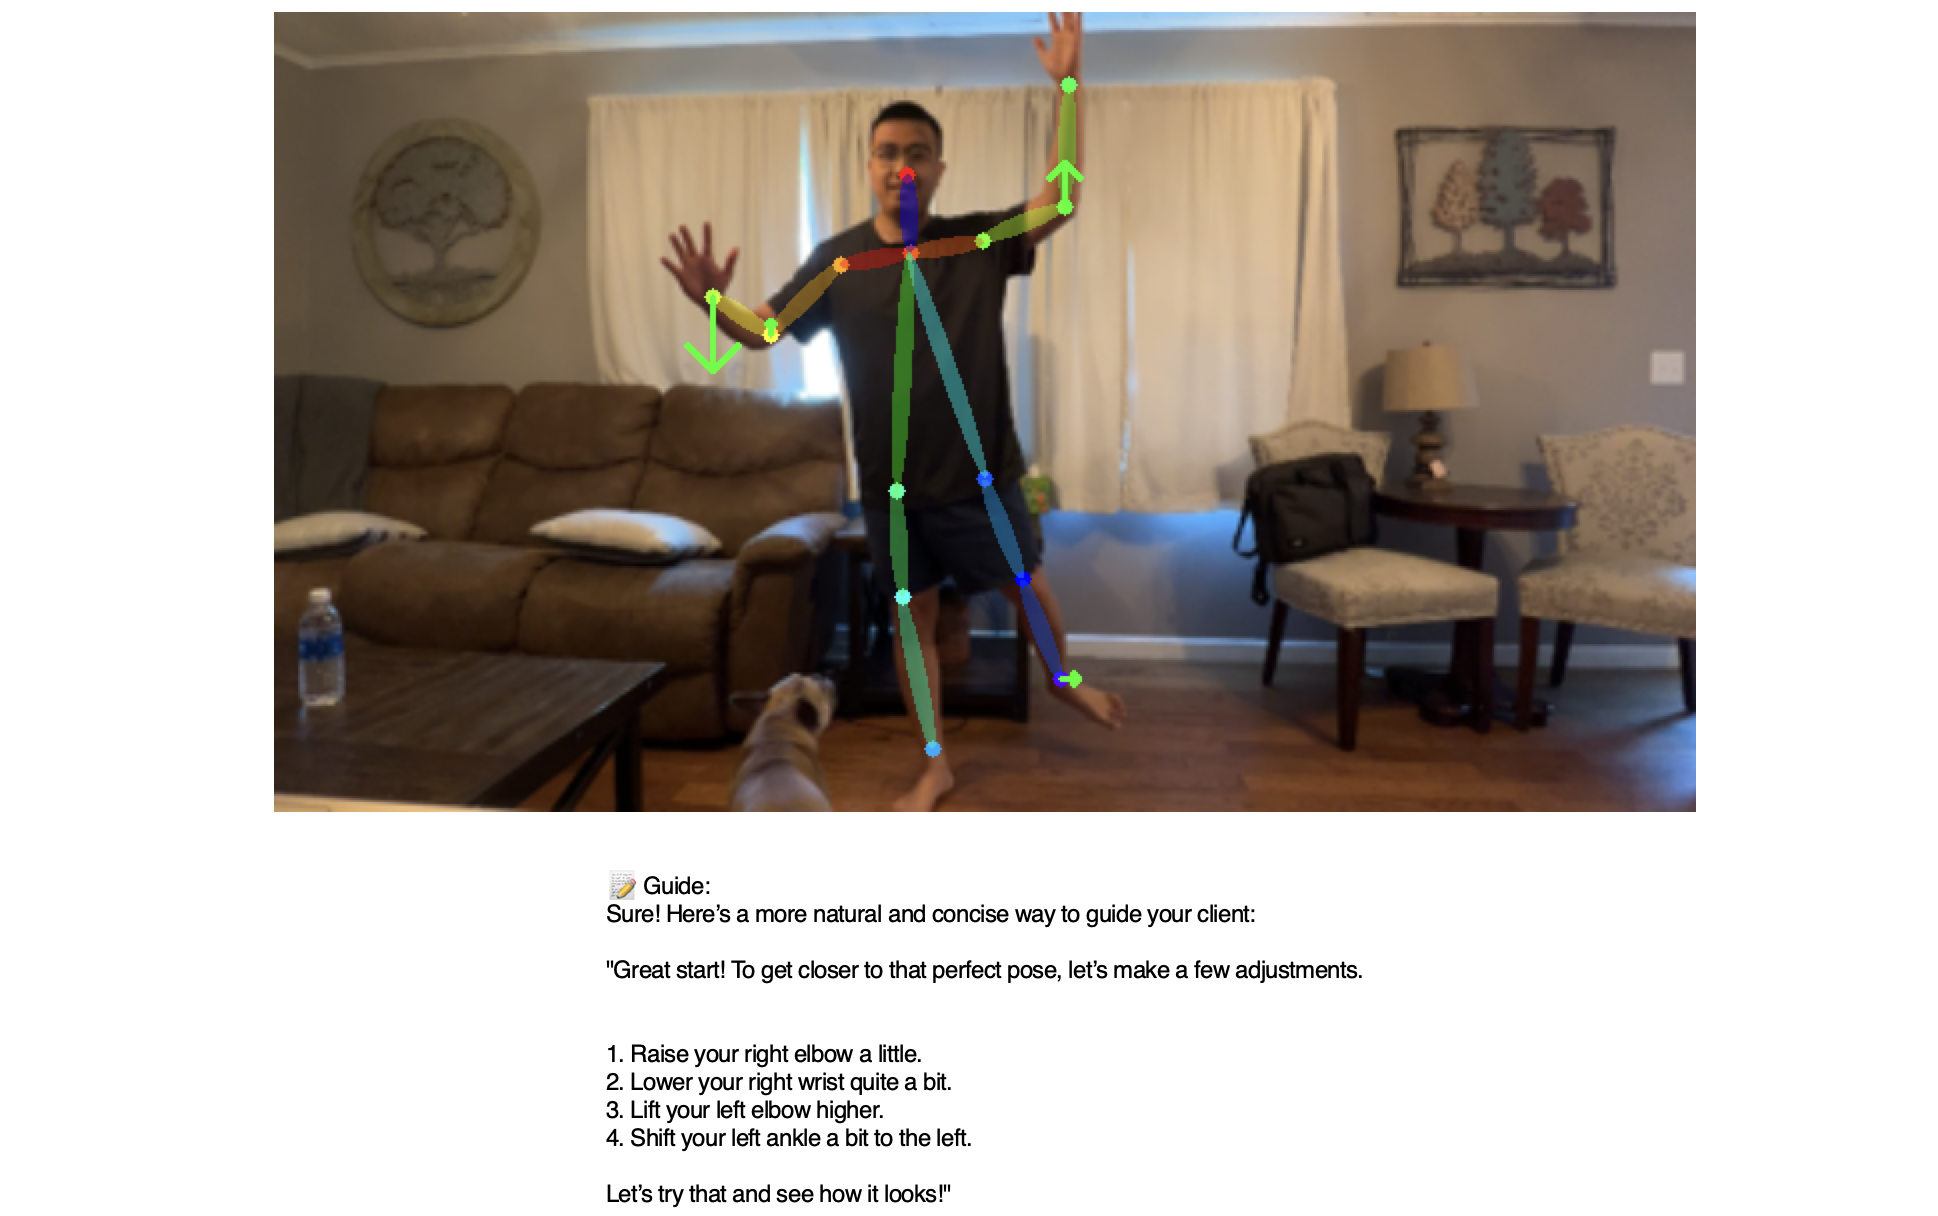 📝 Guide:
Sure! Here’s a more natural and concise way to guide your client:
"Great start! To get closer to that perfect pose, let’s make a few adjustments.
1. Raise your right elbow a little.
2. Lower your right wrist quite a bit.
3. Lift your left elbow higher.
4. Shift your left ankle a bit to the left.
Let’s try that and see how it looks!"